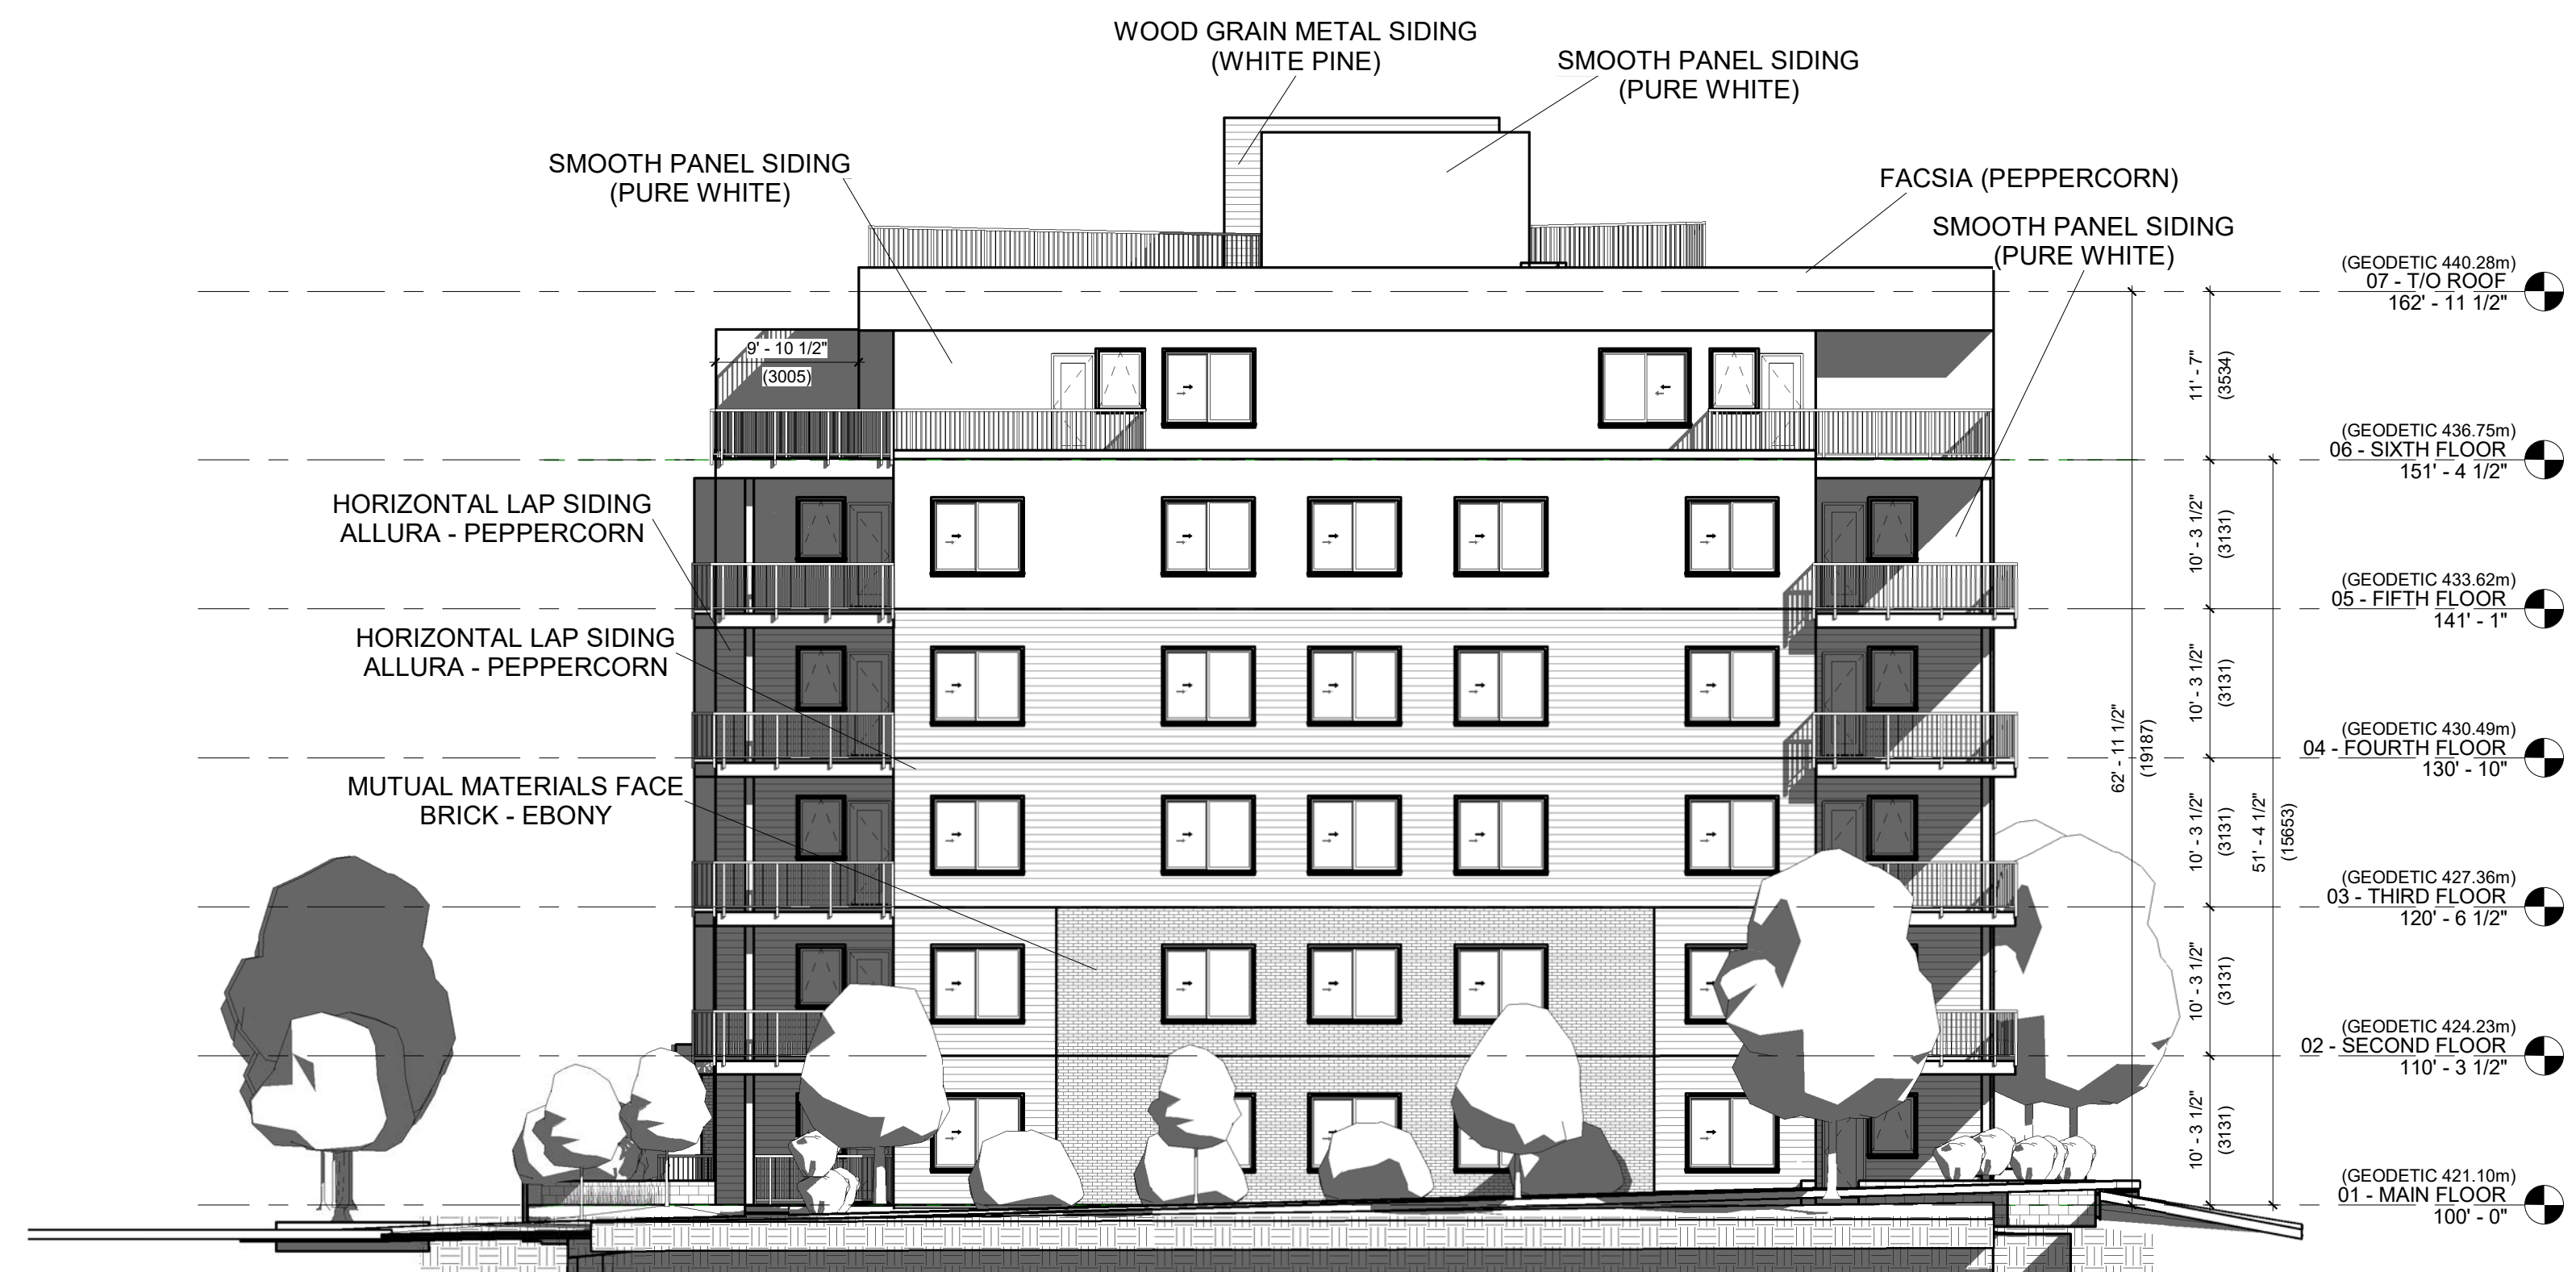 WOOD GRAIN METAL SIDING
(WHITE PINE)
SMOOTH PANEL SIDING
(PURE WHITE)
SMOOTH PANEL SIDING
(PURE WHITE)
FACSIA (PEPPERCORN)
SMOOTH PANEL SIDING
(PURE WHITE)
9' - 10 1/2"
(3005)
HORIZONTAL LAP SIDING
ALLURA - PEPPERCORN
HORIZONTAL LAP SIDING
ALLURA - PEPPERCORN
MUTUAL MATERIALS FACE
BRICK - EBONY
62' - 11 1/2"
(19187)
11' - 7"
(3534)
10' - 3 1/2"
(3131)
10' - 3 1/2"
(3131)
10' - 3 1/2"
(3131)
10' - 3 1/2"
(3131)
10' - 3 1/2"
(3131)
51' - 4 1/2"
(15653)
(GEODETIC 440.28m)
07 - T/O ROOF
162' - 11 1/2"
(GEODETIC 436.75m)
06 - SIXTH FLOOR
151' - 4 1/2"
(GEODETIC 433.62m)
05 - FIFTH FLOOR
141' - 1"
(GEODETIC 430.49m)
04 - FOURTH FLOOR
130' - 10"
(GEODETIC 427.36m)
03 - THIRD FLOOR
120' - 6 1/2"
(GEODETIC 424.23m)
02 - SECOND FLOOR
110' - 3 1/2"
(GEODETIC 421.10m)
01 - MAIN FLOOR
100' - 0"